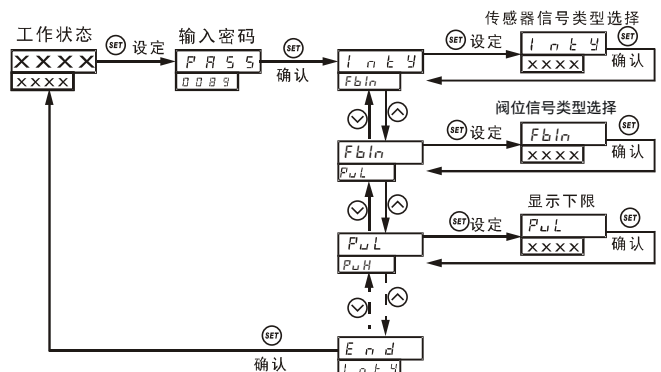 传感器信号类型选择
工作状态
输入密码
SET 设定
SET
SET 设定
SET
XXXX
PASS
IntY
IntY
确认
XXXX
0089
确认
FbIn
XXXX
阀位信号类型选择
FbIn
SET 设定
FbIn
SET
PuL
XXXX
确认
显示下限
PuL
SET 设定
PuL
SET
PuH
XXXX
确认
SET
End
确认
IntY